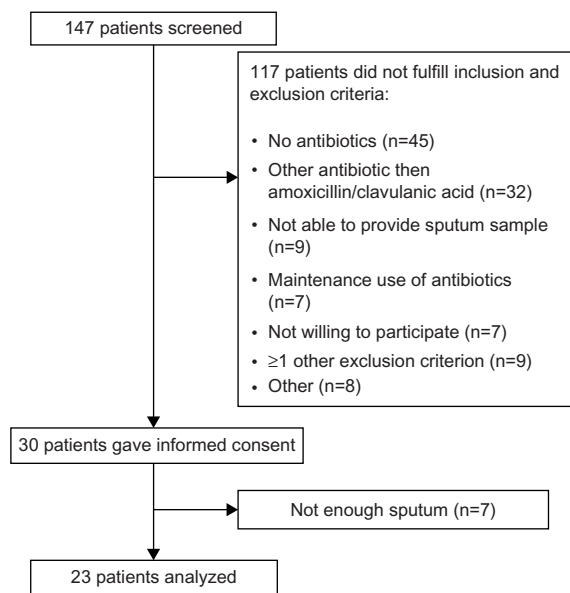 147 patients screened
117 patients did not fulfill inclusion and
exclusion criteria:
• No antibiotics (n=45)
• Other antibiotic then
amoxicillin/clavulanic acid (n=32)
• Not able to provide sputum sample
(n=9)
• Maintenance use of antibiotics
(n=7)
• Not willing to participate (n=7)
• ≥1 other exclusion criterion (n=9)
• Other (n=8)
30 patients gave informed consent
Not enough sputum (n=7)
23 patients analyzed